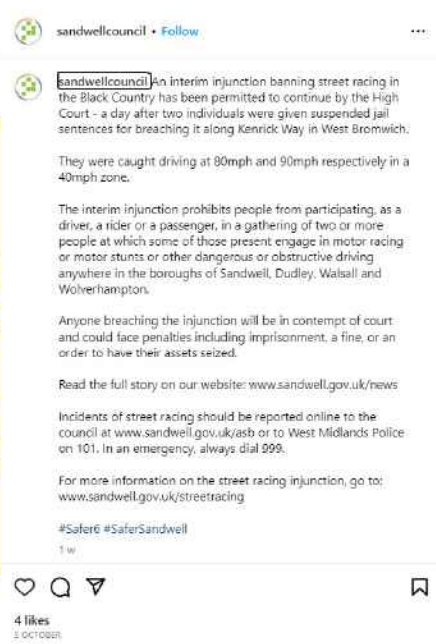 sandwellcouncil • Follow
sandwellcouncil An interim injunction banning street racing in
the Black Country has been permitted to continue by the High
Court - a day after two individuals were given suspended jail
sentences for breaching it along Kenrick Way in West Bromwich.
They were caught driving at 80mph and 90mph respectively in a
40mph zone.
The interim injunction prohibits people from participating, as a
driver, a rider or a passenger, in a gathering of two or more
people at which some of those present engage in motor racing
or motor stunts or other dangerous or obstructive driving
anywhere in the boroughs of Sandwell, Dudley, Walsall and
Wolverhampton.
Anyone breaching the injunction will be in contempt of court
and could face penalties including imprisonment, a fine, or an
order to have their assets seized.
Read the full story on our website: www.sandwell.gov.uk/news
Incidents of street racing should be reported online to the
council at www.sandwell.gov.uk/asb or to West Midlands Police
on 101. In an emergency, always dial 999.
For more information on the street racing injunction, go to:
www.sandwell.gov.uk/streetracing
#Safer6 #SaferSandwell
1 w
4 likes
OCTOBER